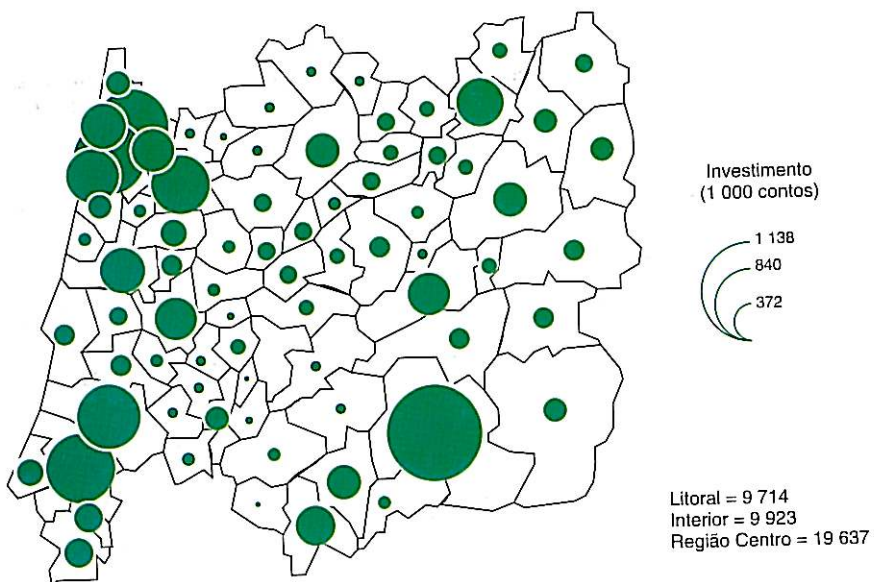 Investimento
(1 000 contos)
1 138
840
372
Litoral = 9 714
Interior = 9 923
Região Centro = 19 637